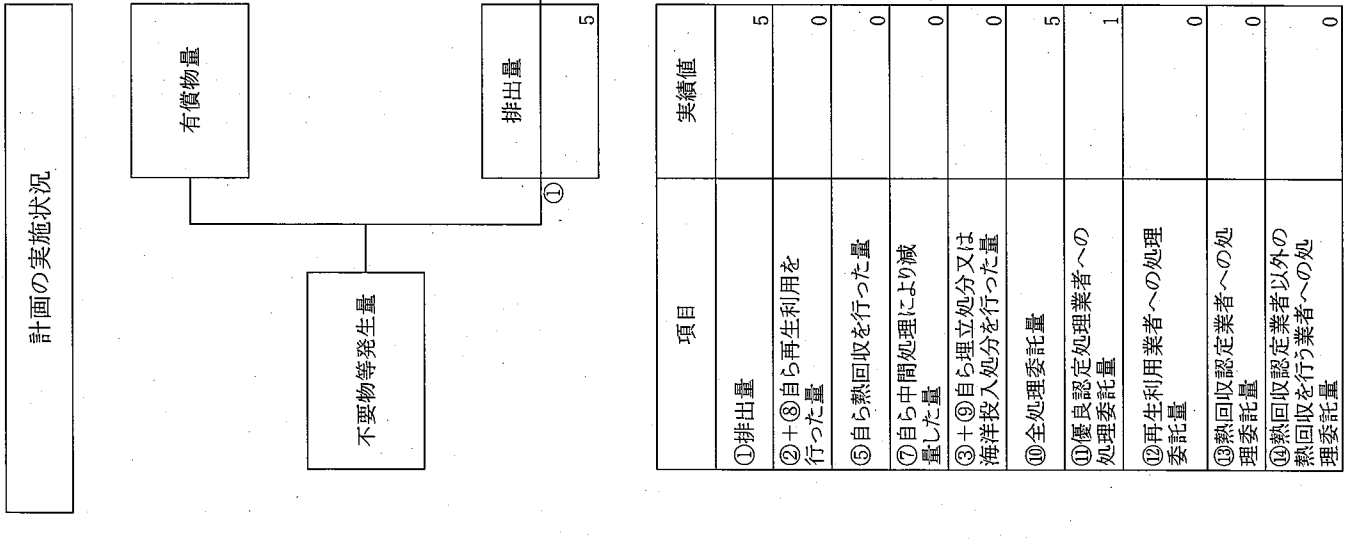 計画の実施状況
有償物量
不要物等発生量
排出量
①
5
項目
実績値
①排出量
5
②+⑧自ら再生利用を
行った量
0
⑤自ら熱回収を行った量
0
⑦自ら中間処理により減
量した量
0
③+⑨自ら埋立処分又は
海洋投入処分を行った量
0
⑩全処理委託量
5
⑪優良認定処理業者への
処理委託量
1
⑫再生利用業者への処理
委託量
0
⑬熱回収認定業者への処
理委託量
0
⑭熱回収認定業者以外の
熱回収を行う業者への処
理委託量
0